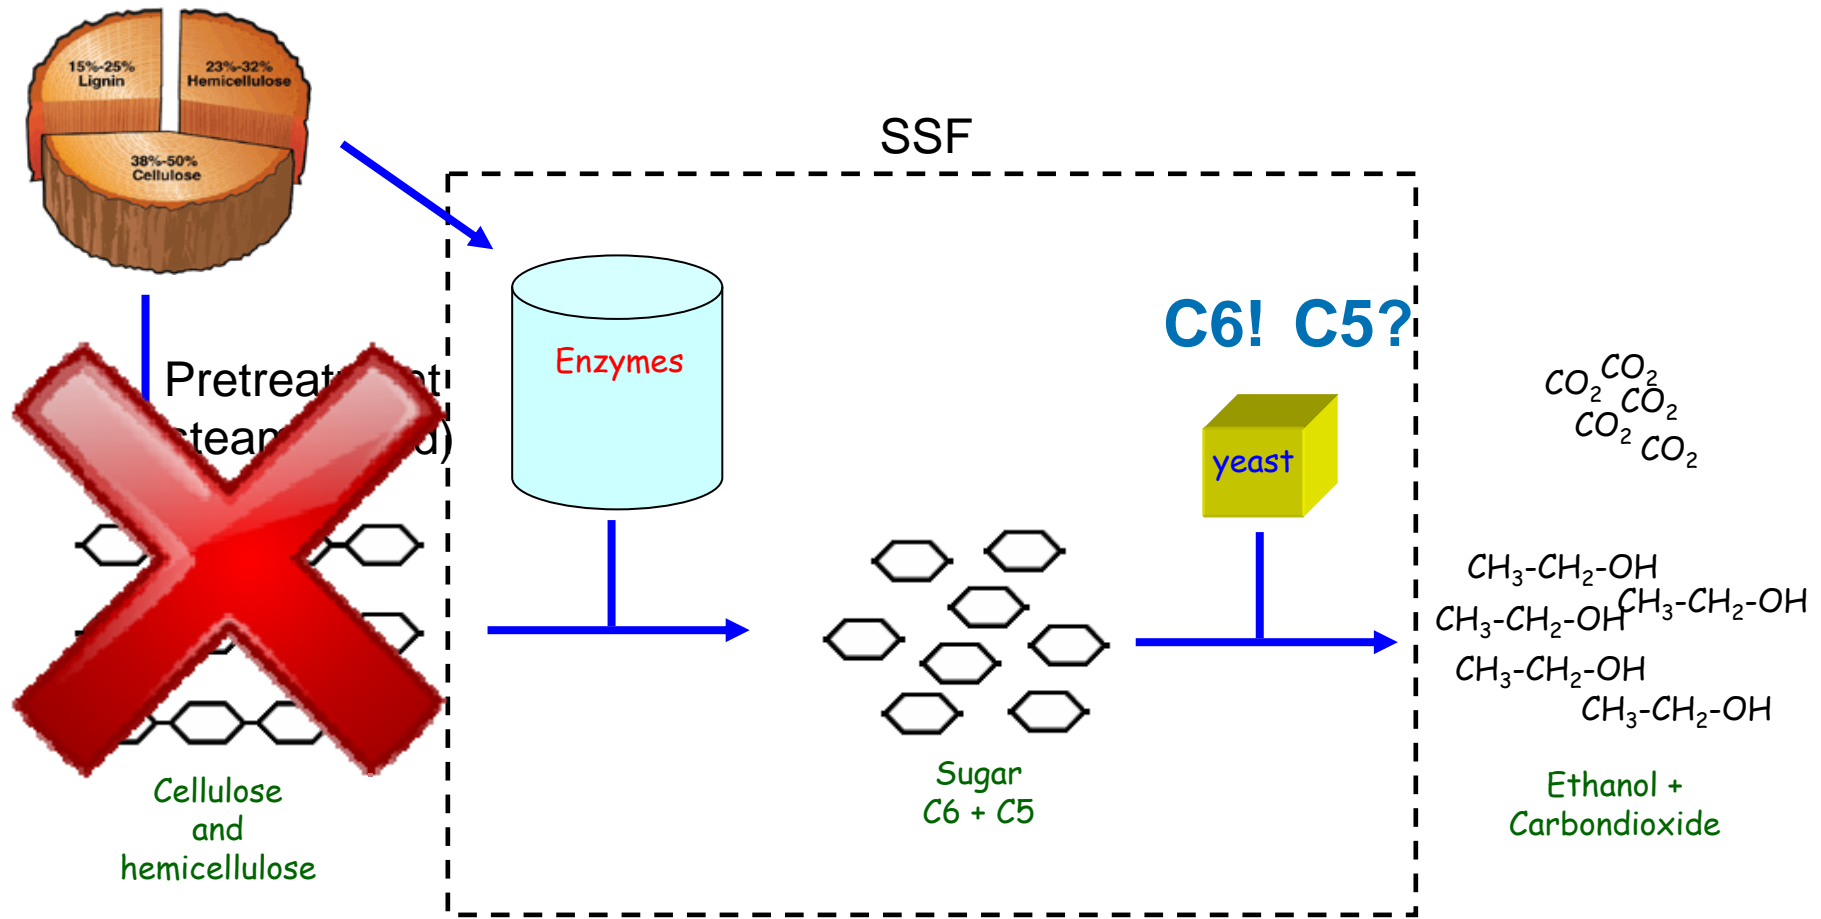 15%-25%
Lignin
23%-32%
Hemicellulose
38%-50%
Cellulose
SSF
Enzymes
C6! C5?
yeast
CO2
CO2
CO2
CO2
CO2
CH3-CH2-OH
CH3-CH2-OH
CH3-CH2-OH
CH3-CH2-OH
CH3-CH2-OH
Cellulose
and
hemicellulose
Sugar
C6 + C5
Ethanol +
Carbondioxide